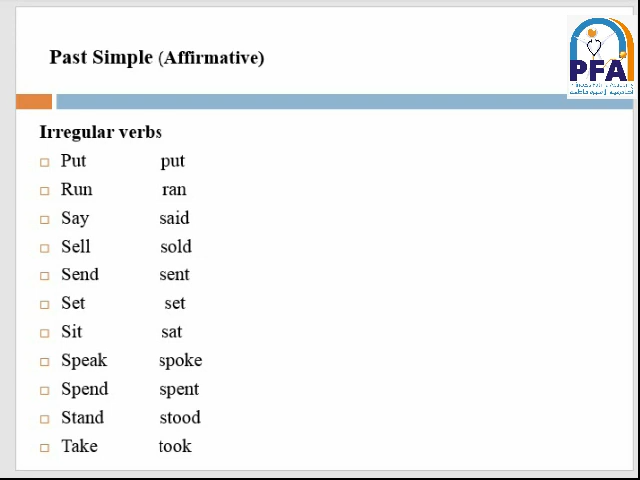 Past Simple (Affirmative)
PFA
Irregular verbs
Put put
Run ran
Say said
Sell sold
Send sent
Set set
Sit sat
Speak spoke
Spend spent
Stand stood
Take took